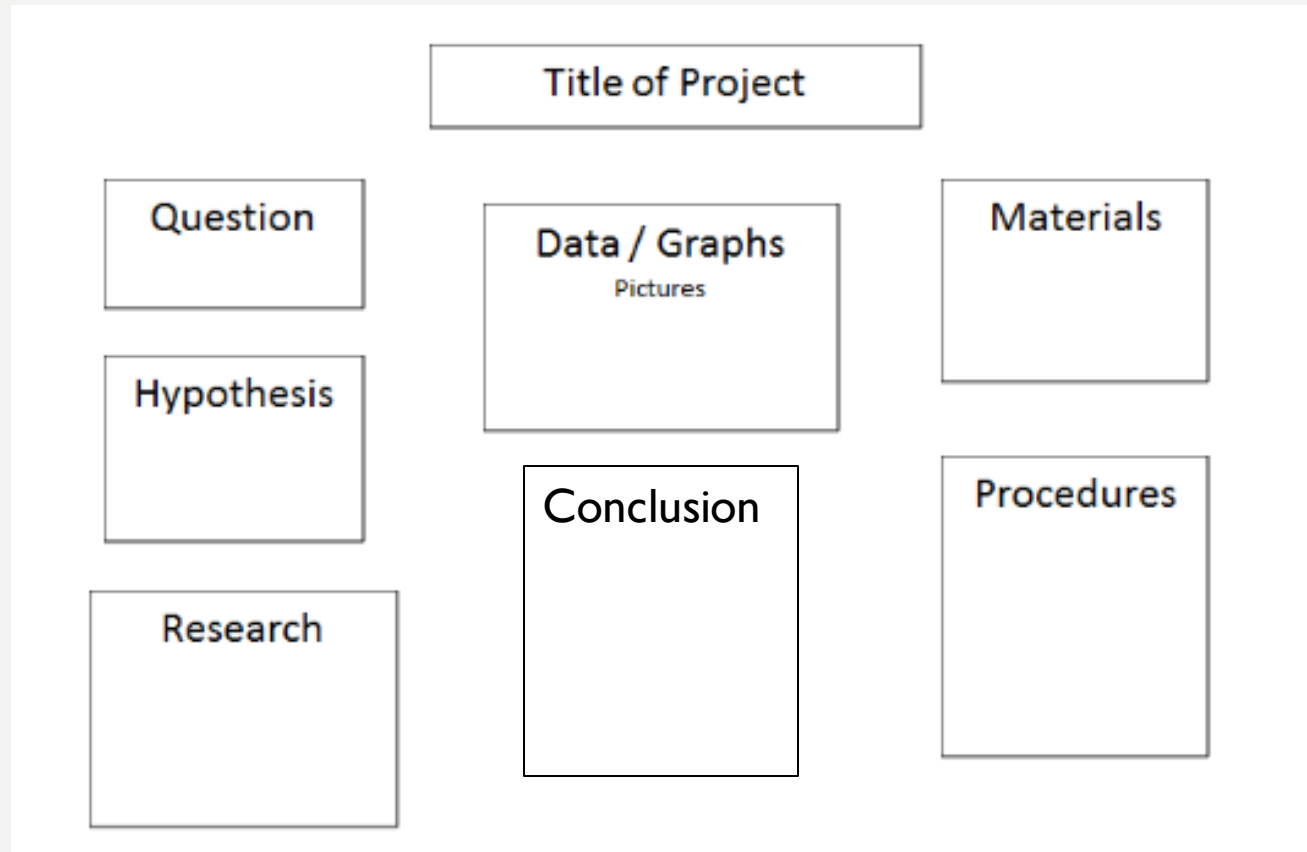 Title of Project
Question
Hypothesis
Research
Data / Graphs
Pictures
Conclusion
Materials
Procedures